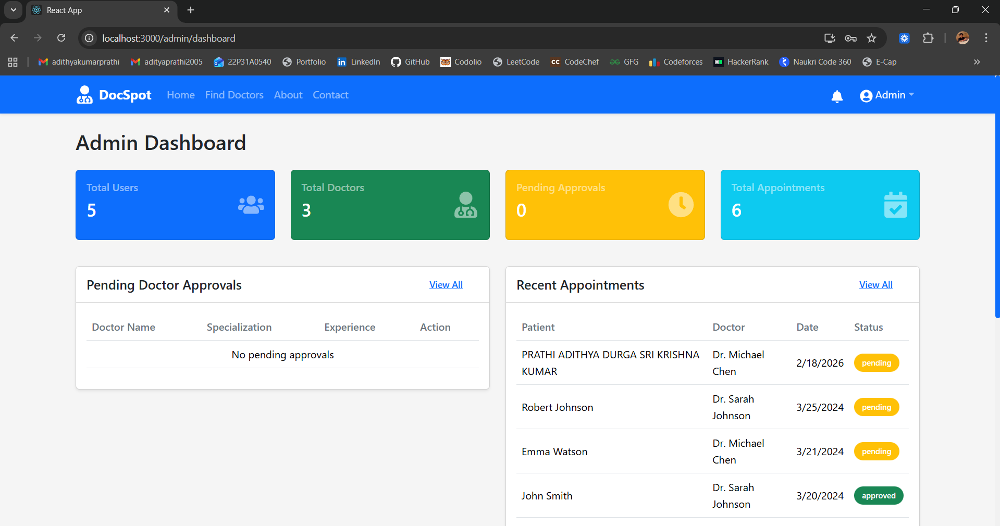 React App
localhost:3000/admin/dashboard
adithyakumarprathi adityaprathi2005 22P31A0540 Portfolio LinkedIn GitHub Codolio LeetCode CC CodeChef GFG Codeforces HackerRank Naukri Code 360 E-Cap
DocSpot Home Find Doctors About Contact Admin
Admin Dashboard
Total Users
5
Total Doctors
3
Pending Approvals
0
Total Appointments
6
Pending Doctor Approvals View All
Doctor Name Specialization Experience Action
No pending approvals
Recent Appointments View All
Patient Doctor Date Status
PRATHI ADITHYA DURGA SRI KRISHNA
KUMAR
Dr. Michael
Chen
2/18/2026 pending
Robert Johnson
Dr. Sarah
Johnson
3/25/2024 pending
Emma Watson
Dr. Michael
Chen
3/21/2024 pending
John Smith
Dr. Sarah
Johnson
3/20/2024 approved